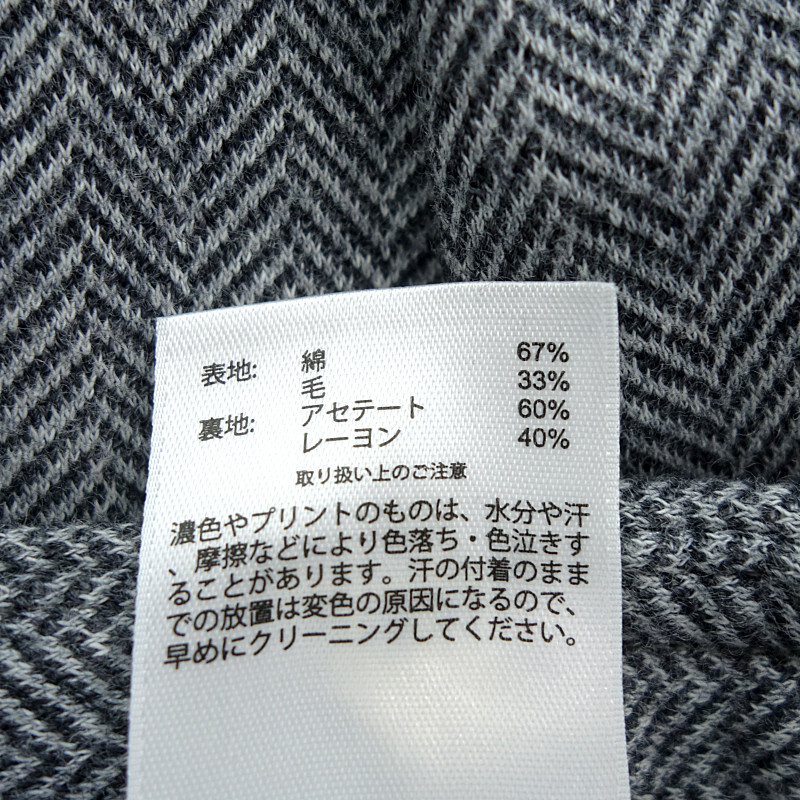 表地: 綿 67%
毛 33%
裏地: アセテート 60%
レーヨン 40%
取り扱い上のご注意
濃色やプリントのものは、水分や汗
、摩擦などにより色落ち・色泣きす
ることがあります。汗の付着のまま
での放置は変色の原因になるので、
早めにクリーニングしてください。